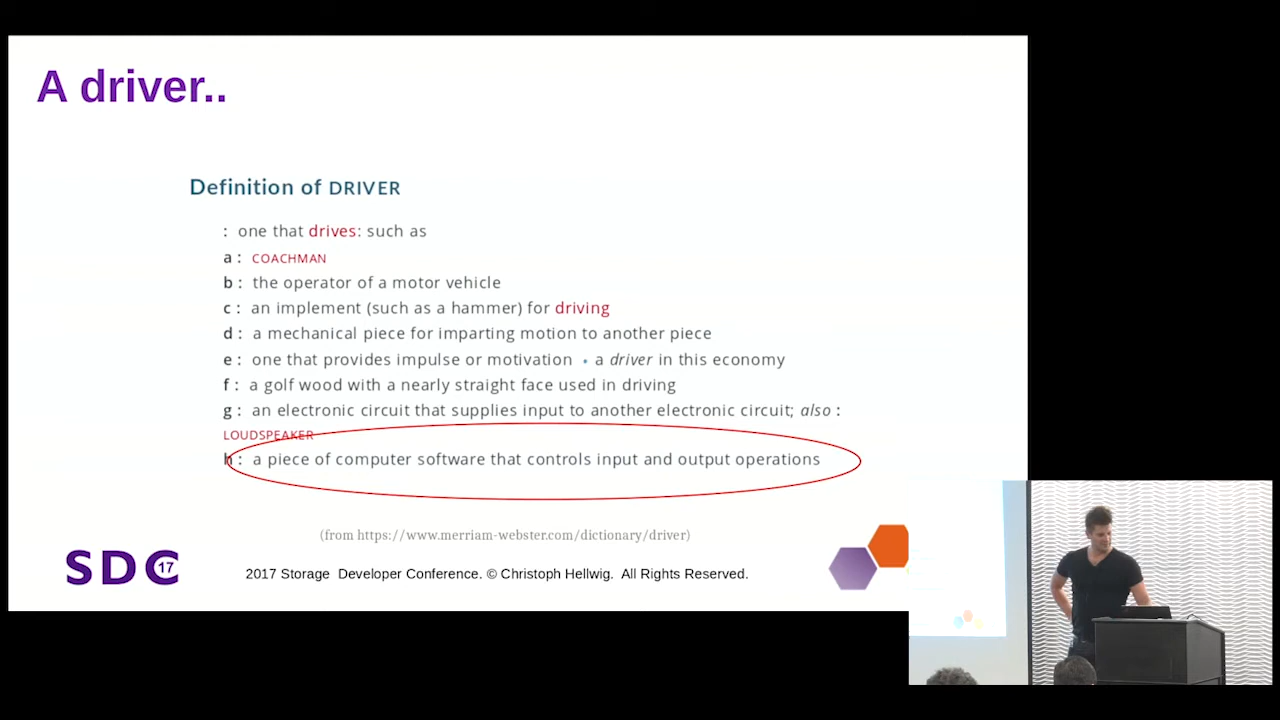 A driver..
Definition of DRIVER
: one that drives: such as
a : COACHMAN
b : the operator of a motor vehicle
c : an implement (such as a hammer) for driving
d : a mechanical piece for imparting motion to another piece
e : one that provides impulse or motivation • a driver in this economy
f : a golf wood with a nearly straight face used in driving
g : an electronic circuit that supplies input to another electronic circuit; also :
LOUDSPEAKER
h : a piece of computer software that controls input and output operations
(from https://www.merriam-webster.com/dictionary/driver)
SDC 17
2017 Storage Developer Conference. © Christoph Hellwig. All Rights Reserved.